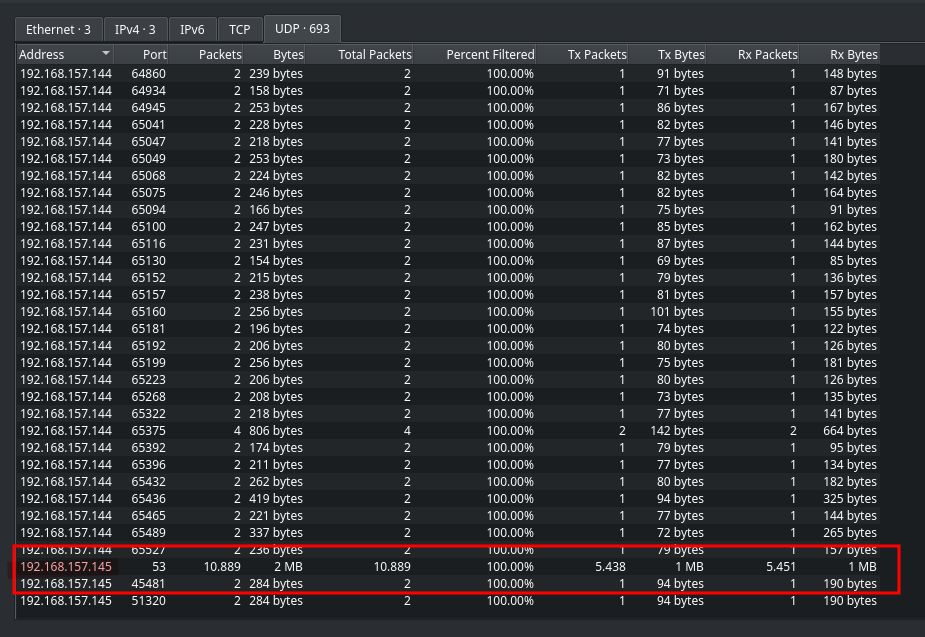 Ethernet · 3 IPv4 · 3 IPv6 TCP UDP · 693
Address Port Packets Bytes Total Packets Percent Filtered Tx Packets Tx Bytes Rx Packets Rx Bytes
192.168.157.144 64860 2 239 bytes 2 100.00% 1 91 bytes 1 148 bytes
192.168.157.144 64934 2 158 bytes 2 100.00% 1 71 bytes 1 87 bytes
192.168.157.144 64945 2 253 bytes 2 100.00% 1 86 bytes 1 167 bytes
192.168.157.144 65041 2 228 bytes 2 100.00% 1 82 bytes 1 146 bytes
192.168.157.144 65047 2 218 bytes 2 100.00% 1 77 bytes 1 141 bytes
192.168.157.144 65049 2 253 bytes 2 100.00% 1 73 bytes 1 180 bytes
192.168.157.144 65068 2 224 bytes 2 100.00% 1 82 bytes 1 142 bytes
192.168.157.144 65075 2 246 bytes 2 100.00% 1 82 bytes 1 164 bytes
192.168.157.144 65094 2 166 bytes 2 100.00% 1 75 bytes 1 91 bytes
192.168.157.144 65100 2 247 bytes 2 100.00% 1 85 bytes 1 162 bytes
192.168.157.144 65116 2 231 bytes 2 100.00% 1 87 bytes 1 144 bytes
192.168.157.144 65130 2 154 bytes 2 100.00% 1 69 bytes 1 85 bytes
192.168.157.144 65152 2 215 bytes 2 100.00% 1 79 bytes 1 136 bytes
192.168.157.144 65157 2 238 bytes 2 100.00% 1 81 bytes 1 157 bytes
192.168.157.144 65160 2 256 bytes 2 100.00% 1 101 bytes 1 155 bytes
192.168.157.144 65181 2 196 bytes 2 100.00% 1 74 bytes 1 122 bytes
192.168.157.144 65192 2 206 bytes 2 100.00% 1 80 bytes 1 126 bytes
192.168.157.144 65199 2 256 bytes 2 100.00% 1 75 bytes 1 181 bytes
192.168.157.144 65223 2 206 bytes 2 100.00% 1 80 bytes 1 126 bytes
192.168.157.144 65268 2 208 bytes 2 100.00% 1 73 bytes 1 135 bytes
192.168.157.144 65322 2 218 bytes 2 100.00% 1 77 bytes 1 141 bytes
192.168.157.144 65375 4 806 bytes 4 100.00% 2 142 bytes 2 664 bytes
192.168.157.144 65392 2 174 bytes 2 100.00% 1 79 bytes 1 95 bytes
192.168.157.144 65396 2 211 bytes 2 100.00% 1 77 bytes 1 134 bytes
192.168.157.144 65432 2 262 bytes 2 100.00% 1 80 bytes 1 182 bytes
192.168.157.144 65436 2 419 bytes 2 100.00% 1 94 bytes 1 325 bytes
192.168.157.144 65465 2 221 bytes 2 100.00% 1 77 bytes 1 144 bytes
192.168.157.144 65489 2 337 bytes 2 100.00% 1 72 bytes 1 265 bytes
192.168.157.144 65527 2 236 bytes 2 100.00% 1 79 bytes 1 157 bytes
192.168.157.145 53 10.889 2 MB 10.889 100.00% 5.438 1 MB 5.451 1 MB
192.168.157.145 45481 2 284 bytes 2 100.00% 1 94 bytes 1 190 bytes
192.168.157.145 51320 2 284 bytes 2 100.00% 1 94 bytes 1 190 bytes